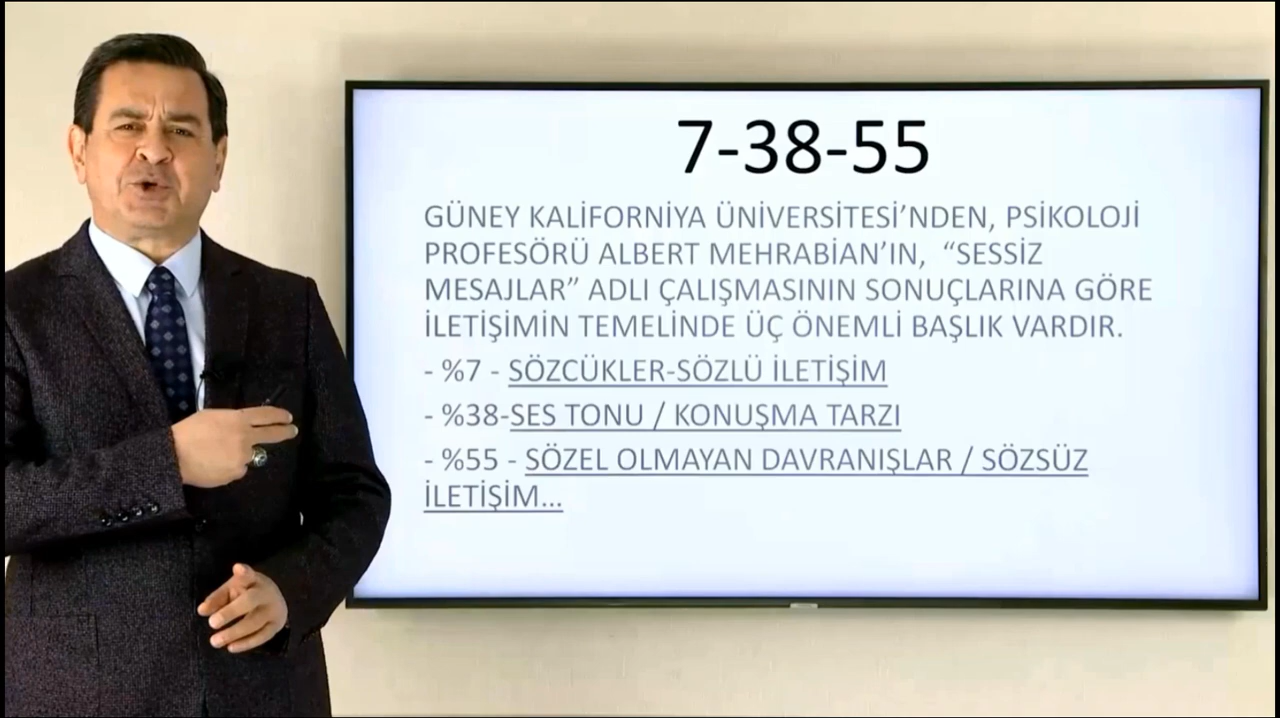 7-38-55
GÜNEY KALİFORNİYA ÜNİVERSİTESİ’NDEN, PSİKOLOJİ
PROFESÖRÜ ALBERT MEHRABIAN’IN, “SESSİZ
MESAJLAR” ADLI ÇALIŞMASININ SONUÇLARINA GÖRE
İLETİŞİMİN TEMELİNDE ÜÇ ÖNEMLİ BAŞLIK VARDIR.
- %7 - SÖZCÜKLER-SÖZLÜ İLETİŞİM
- %38-SES TONU / KONUŞMA TARZI
- %55 - SÖZEL OLMAYAN DAVRANIŞLAR / SÖZSÜZ
İLETİŞİM…